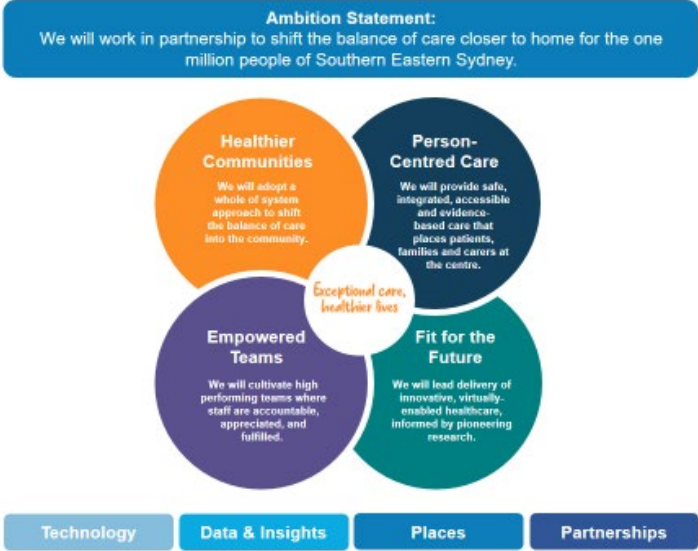 Ambition Statement:
We will work in partnership to shift the balance of care closer to home for the one
million people of Southern Eastern Sydney.
Healthier
Communities
We will adopt a
whole of system
approach to shift
the balance of care
into the community.
Person-
Centred Care
We will provide safe,
integrated, accessible
and evidence-
based care that
places patients,
families and carers at
the centre.
Exceptional care,
healthier lives
Empowered
Teams
We will cultivate high
performing teams where
staff are accountable,
appreciated, and
fulfilled.
Fit for the
Future
We will lead delivery of
innovative, virtually-
enabled healthcare,
informed by pioneering
research.
Technology
Data & Insights
Places
Partnerships